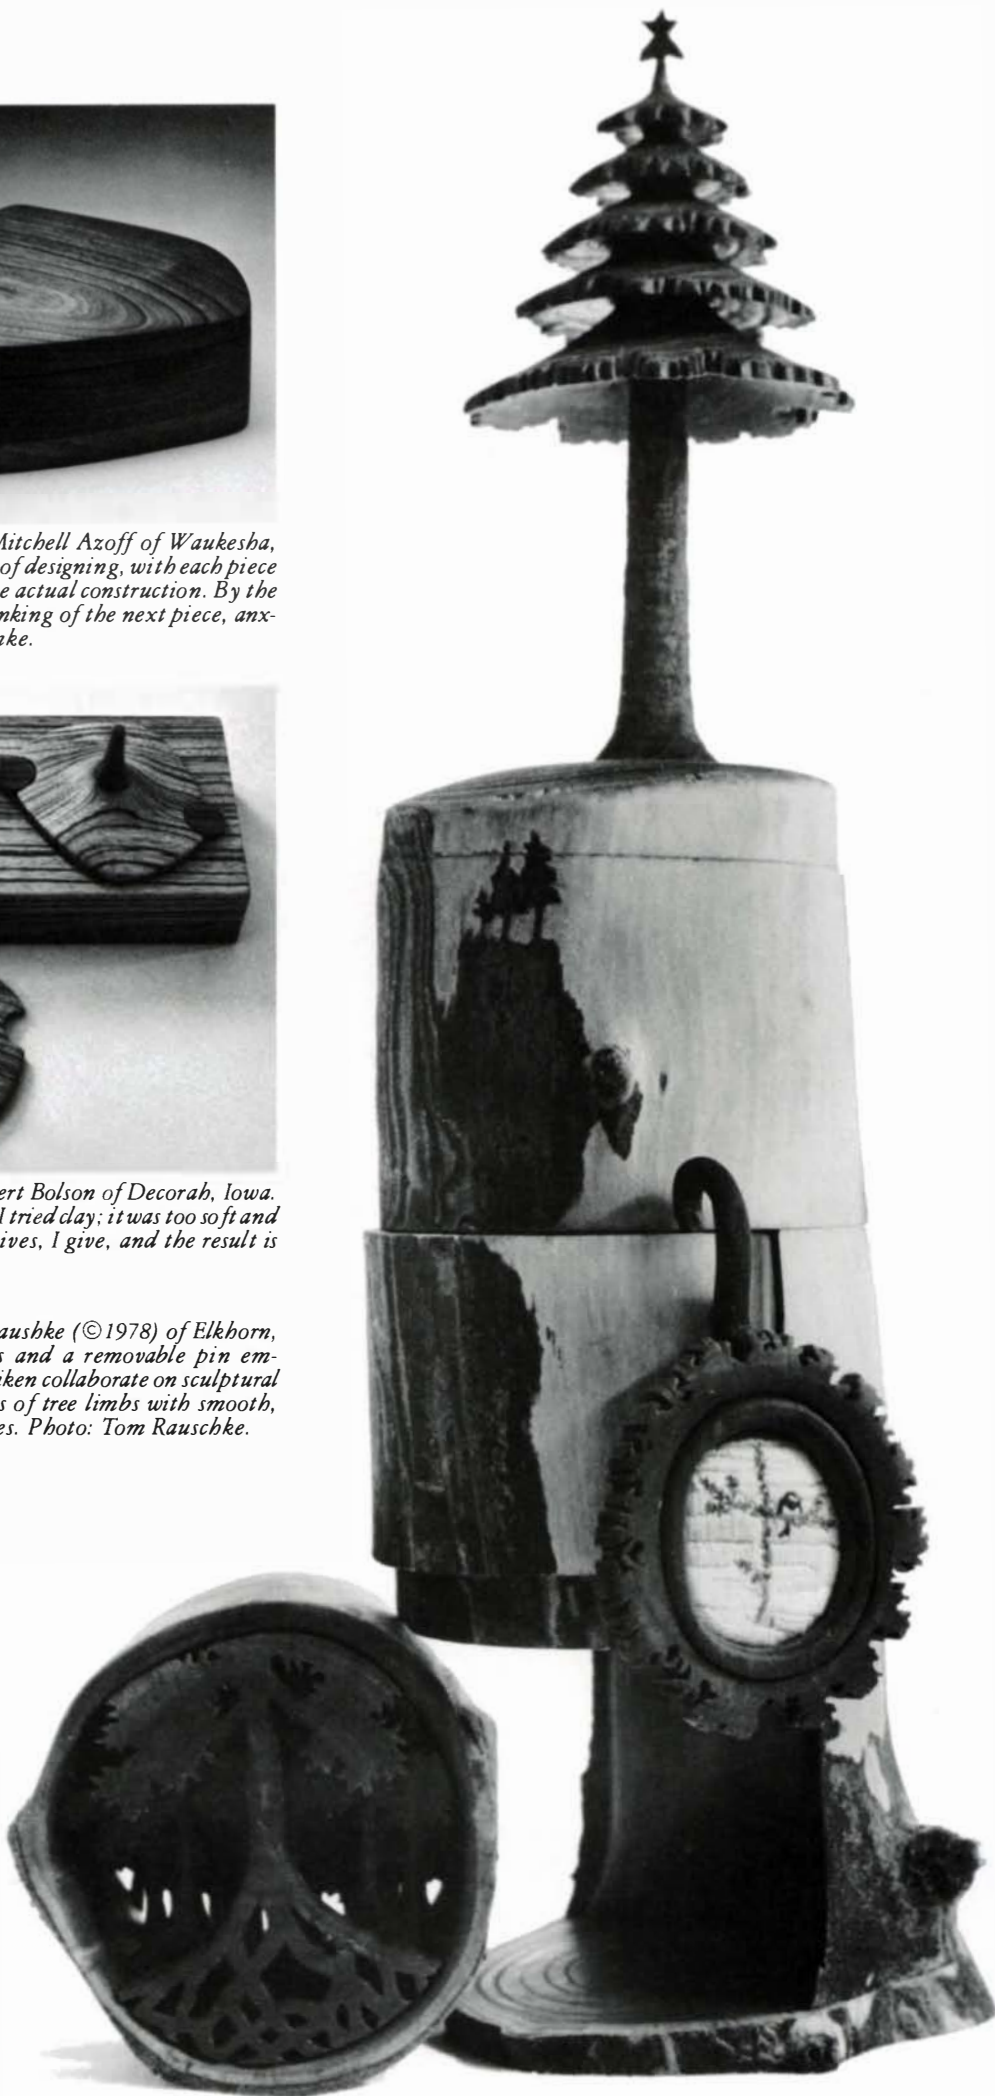 Mitchell Azoff of Waukesha,
of designing, with each piece
actual construction. By the
of the next piece, anx-
ert Bolson of Decorah, Iowa.
I tried clay; it was too soft and
ives, I give, and the result is
aushke (©1978) of Elkhorn,
s and a removable pin em-
iken collaborate on sculptural
s of tree limbs with smooth,
es. Photo: Tom Rauschke.